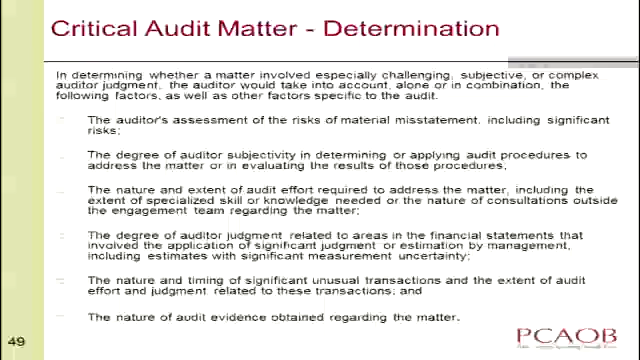 Critical Audit Matter - Determination
In determining whether a matter involved especially challenging, subjective, or complex
auditor judgment, the auditor would take into account, alone or in combination, the
following factors, as well as other factors specific to the audit.
The auditor's assessment of the risks of material misstatement, including significant
risks;
The degree of auditor subjectivity in determining or applying audit procedures to
address the matter or in evaluating the results of those procedures;
The nature and extent of audit effort required to address the matter, including the
extent of specialized skill or knowledge needed or the nature of consultations outside
the engagement team regarding the matter;
The degree of auditor judgment related to areas in the financial statements that
involved the application of significant judgment or estimation by management,
including estimates with significant measurement uncertainty;
The nature and timing of significant unusual transactions and the extent of audit
effort and judgment related to these transactions; and
The nature of audit evidence obtained regarding the matter.
49
PCAOB